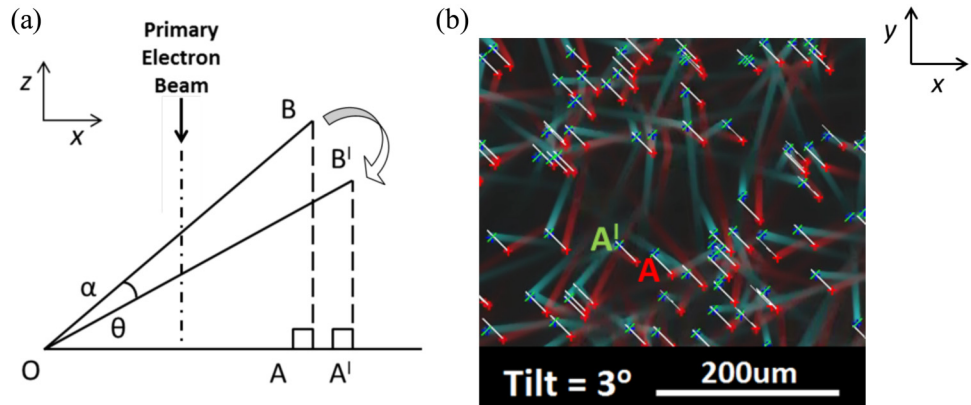 (a)
Primary
Electron
Beam
z
x
B
B^I
α
θ
O
A
A^I
(b)
y
x
A^I
A
Tilt = 3°
200um